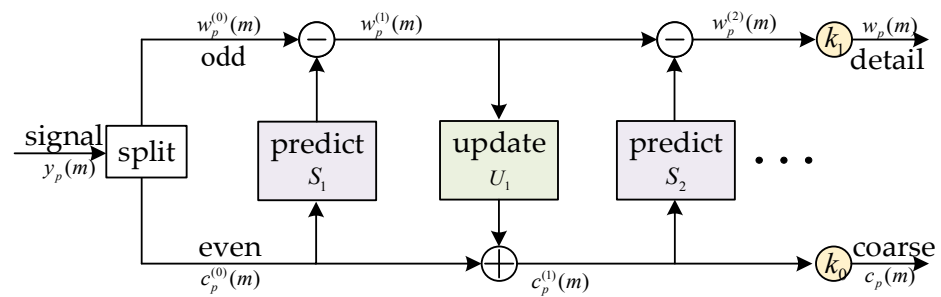 w_p^{(0)}(m)
odd
−
w_p^{(1)}(m)
−
w_p^{(2)}(m)
k_1
w_p(m)
detail
signal
y_p(m)
split
predict
S_1
update
U_1
predict
S_2
...
even
c_p^{(0)}(m)
+
c_p^{(1)}(m)
k_0
coarse
c_p(m)